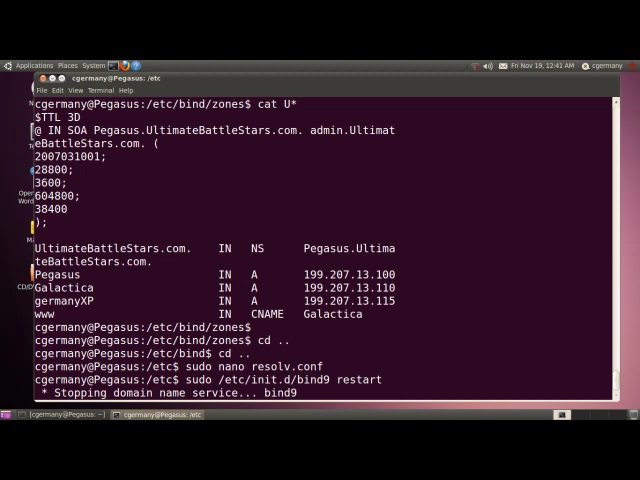 Applications Places System
Fri Nov 19, 12:41 AM
cgermany
cgermany@Pegasus: /etc
File Edit View Terminal Help
cgermany@Pegasus:/etc/bind/zones$ cat U*
$TTL 3D
@ IN SOA Pegasus.UltimateBattleStars.com. admin.Ultimat
eBattleStars.com. (
2007031001;
28800;
3600;
604800;
38400
);
UltimateBattleStars.com. IN NS Pegasus.Ultima
teBattleStars.com.
Pegasus IN A 199.207.13.100
Galactica IN A 199.207.13.110
germanyXP IN A 199.207.13.115
www IN CNAME Galactica
cgermany@Pegasus:/etc/bind/zones$
cgermany@Pegasus:/etc/bind/zones$ cd ..
cgermany@Pegasus:/etc/bind$ cd ..
cgermany@Pegasus:/etc$ sudo nano resolv.conf
cgermany@Pegasus:/etc$ sudo /etc/init.d/bind9 restart
* Stopping domain name service... bind9
[cgermany@Pegasus: ~]
cgermany@Pegasus: /etc